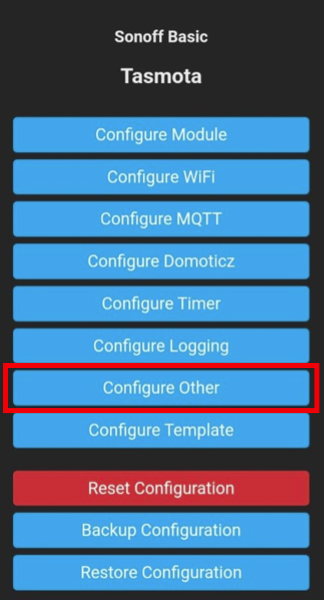 Sonoff Basic
Tasmota
Configure Module
Configure WiFi
Configure MQTT
Configure Domoticz
Configure Timer
Configure Logging
Configure Other
Configure Template
Reset Configuration
Backup Configuration
Restore Configuration